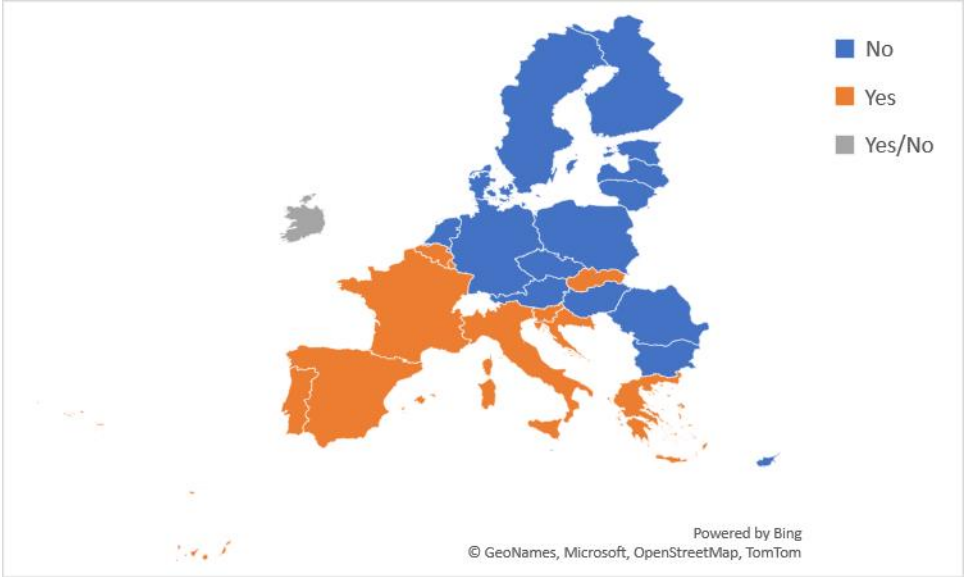 No
Yes
Yes/No
Powered by Bing
© GeoNames, Microsoft, OpenStreetMap, TomTom